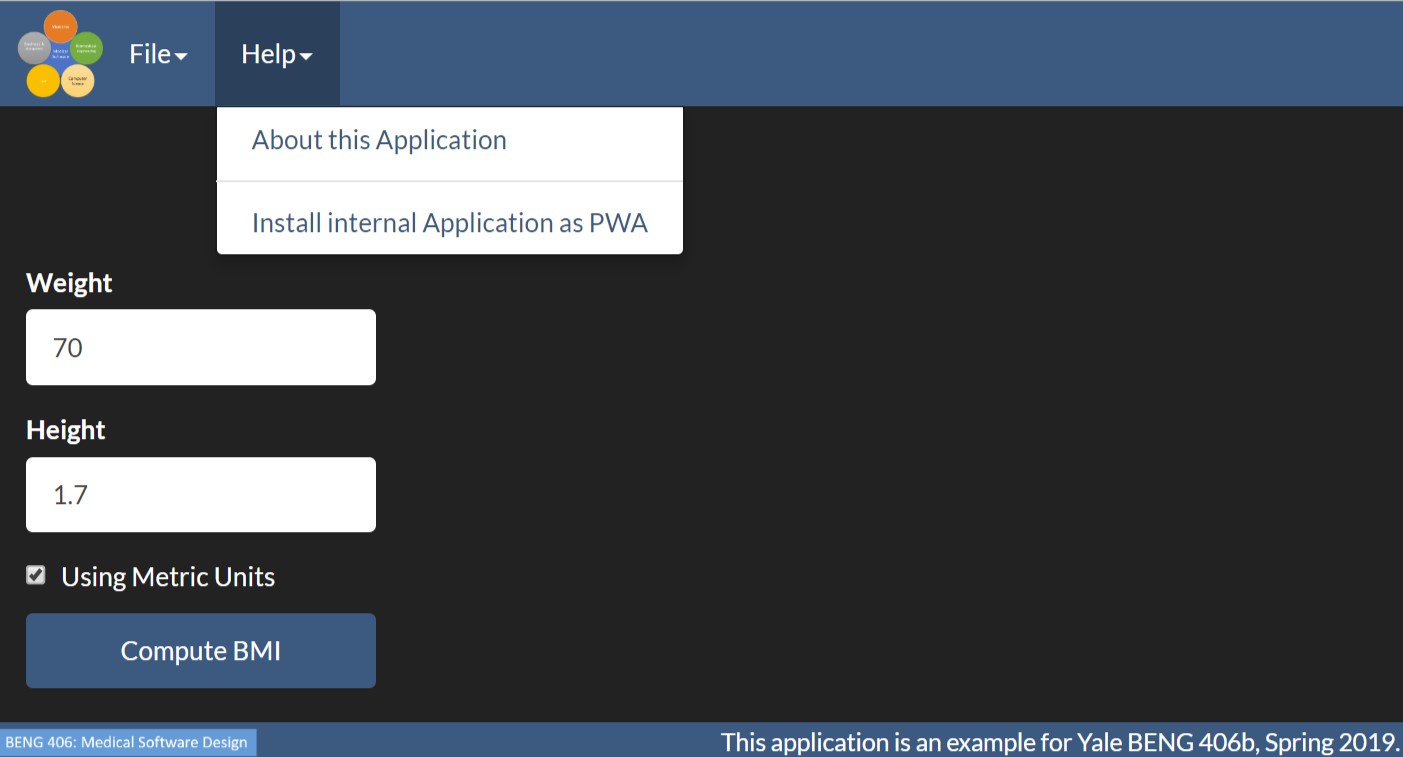 File
Help
About this Application
Install internal Application as PWA
Weight
70
Height
1.7
Using Metric Units
Compute BMI
BENG 406: Medical Software Design
This application is an example for Yale BENG 406b, Spring 2019.